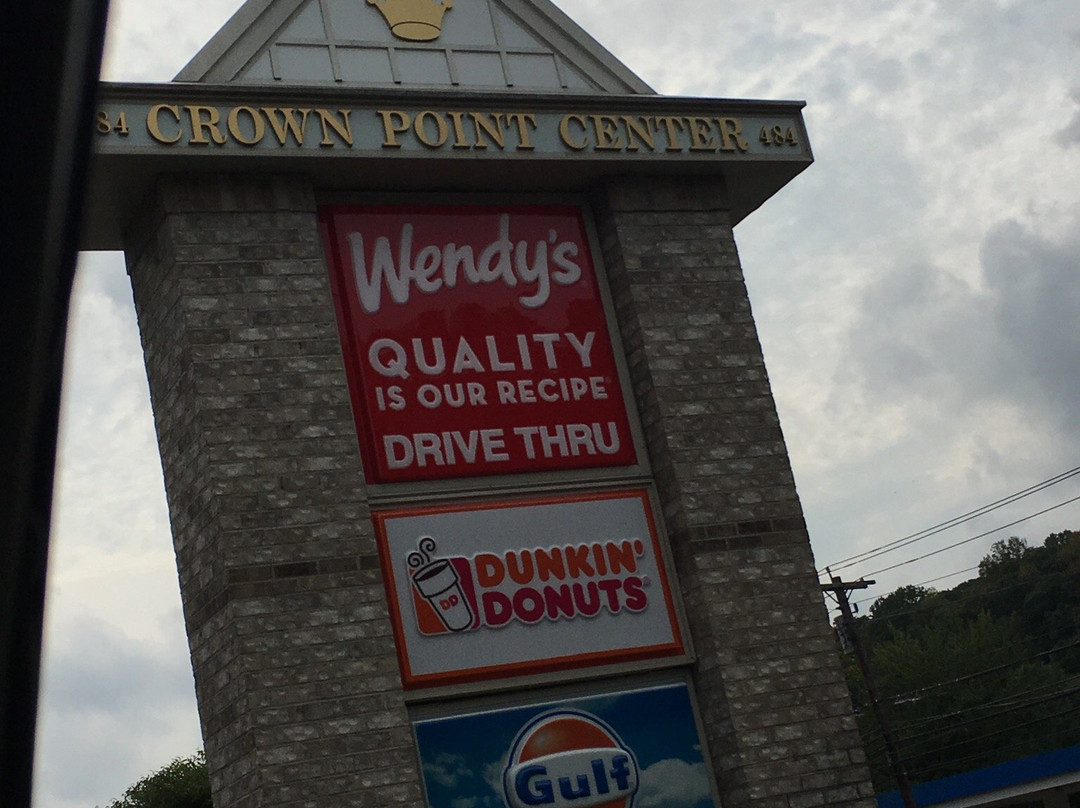 84 CROWN POINT CENTER 484
Wendy's
QUALITY
IS OUR RECIPE
DRIVE THRU
DD
DUNKIN'
DONUTS
Gulf